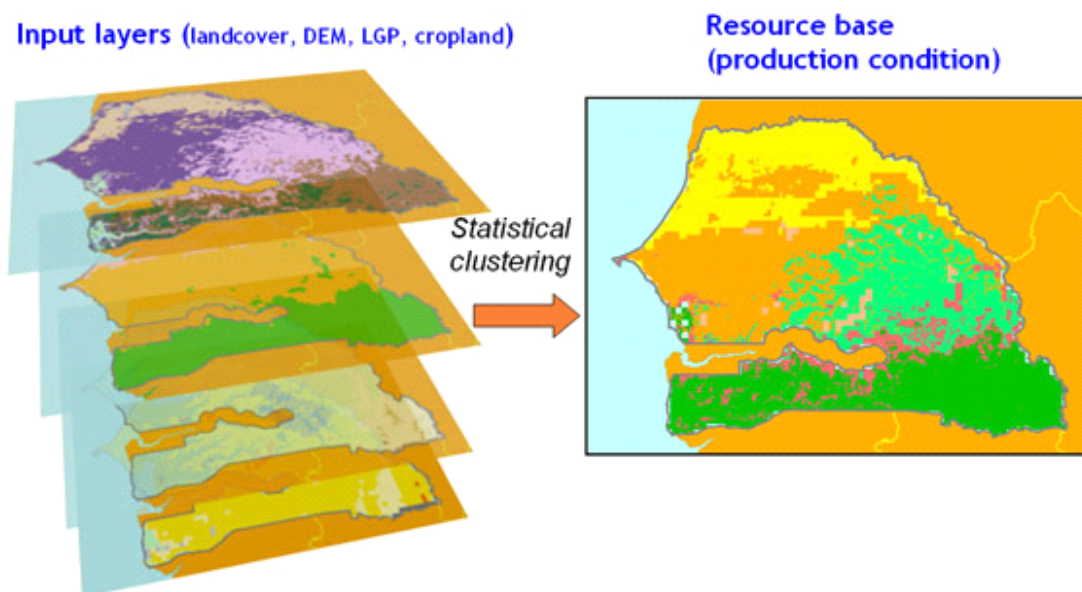 Input layers (landcover, DEM, LGP, cropland)
Resource base
(production condition)
Statistical
clustering